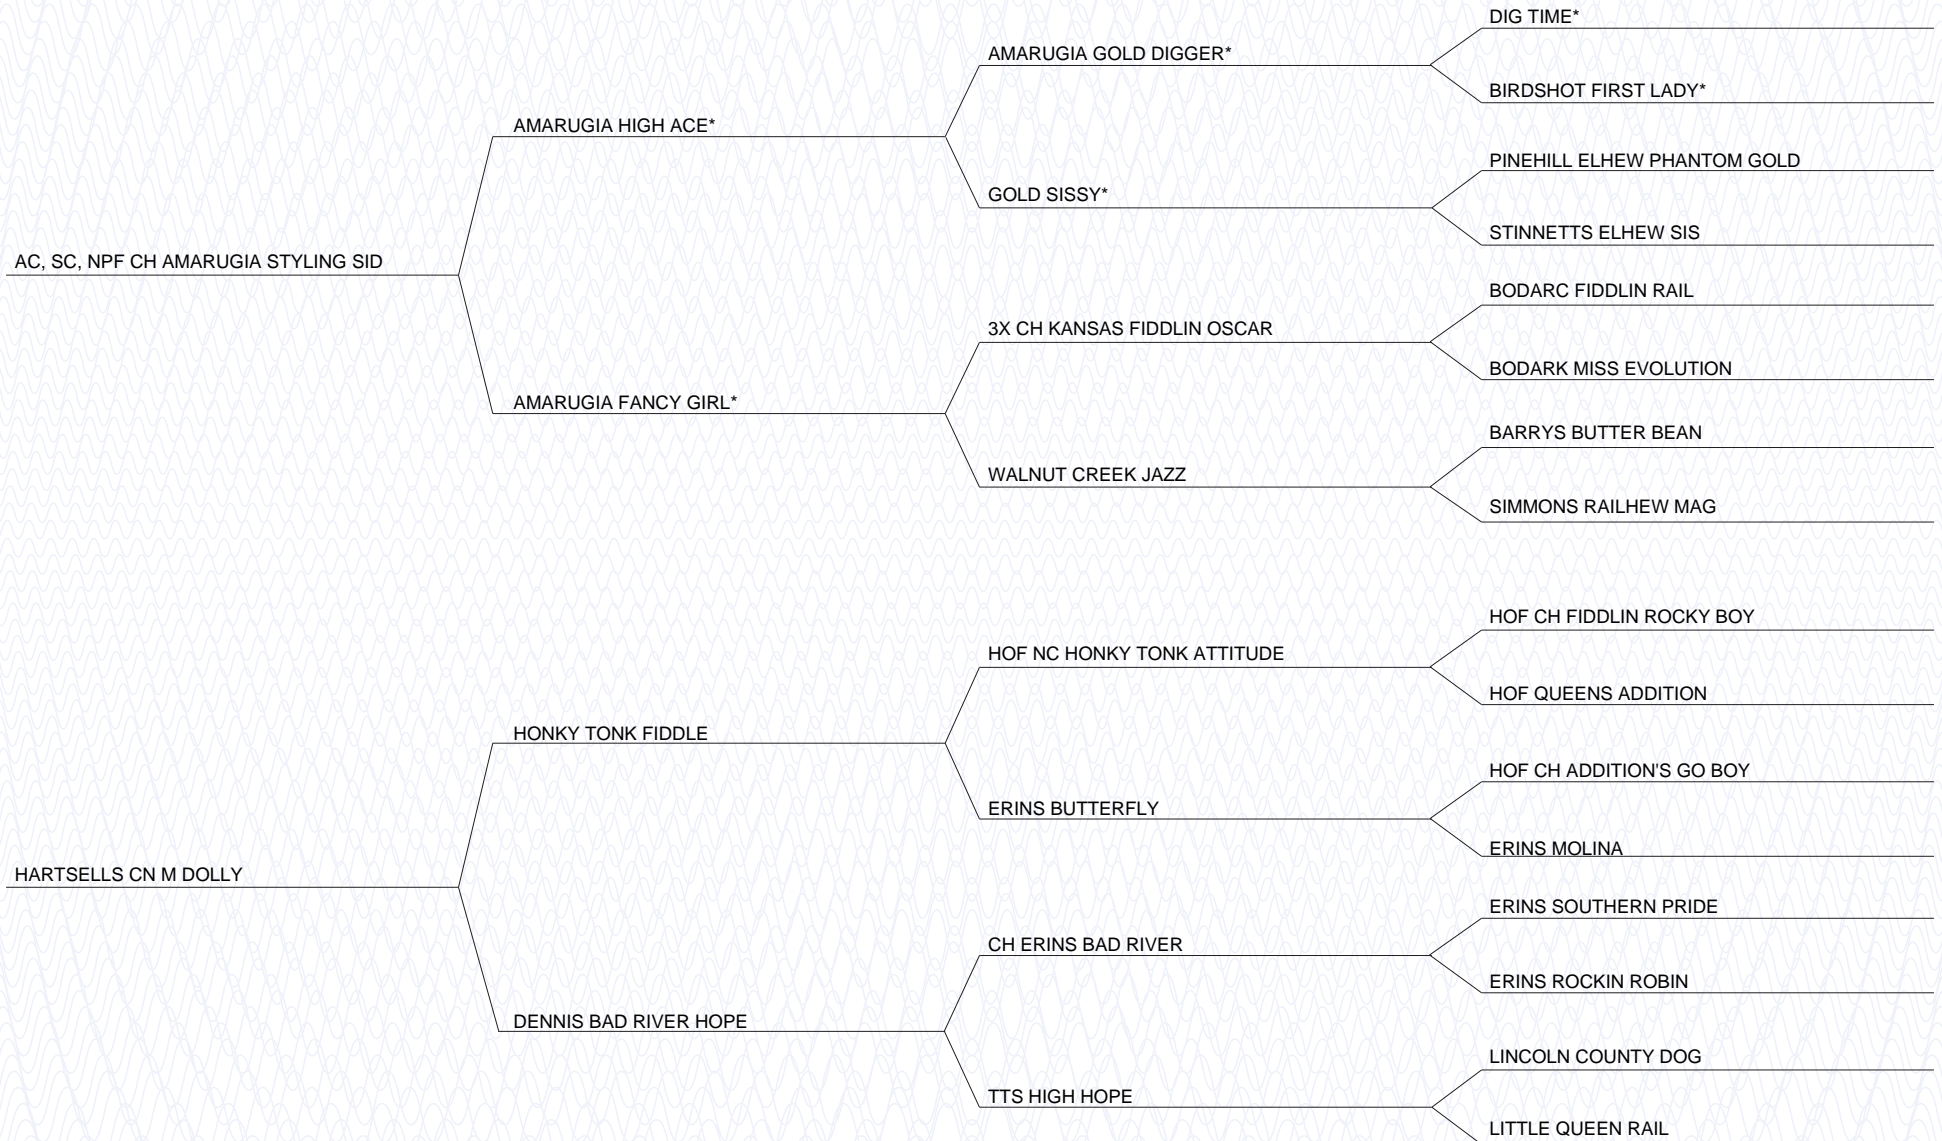 DIG TIME*
AMARUGIA GOLD DIGGER*
BIRDSHOT FIRST LADY*
AMARUGIA HIGH ACE*
PINEHILL ELHEW PHANTOM GOLD
GOLD SISSY*
STINNETTS ELHEW SIS
AC, SC, NPF CH AMARUGIA STYLING SID
BODARC FIDDLIN RAIL
3X CH KANSAS FIDDLIN OSCAR
BODARK MISS EVOLUTION
AMARUGIA FANCY GIRL*
BARRYS BUTTER BEAN
WALNUT CREEK JAZZ
SIMMONS RAILHEW MAG
HOF CH FIDDLIN ROCKY BOY
HOF NC HONKY TONK ATTITUDE
HOF QUEENS ADDITION
HONKY TONK FIDDLE
HOF CH ADDITION'S GO BOY
ERINS BUTTERFLY
ERINS MOLINA
HARTSELLS CN M DOLLY
ERINS SOUTHERN PRIDE
CH ERINS BAD RIVER
ERINS ROCKIN ROBIN
DENNIS BAD RIVER HOPE
LINCOLN COUNTY DOG
TTS HIGH HOPE
LITTLE QUEEN RAIL